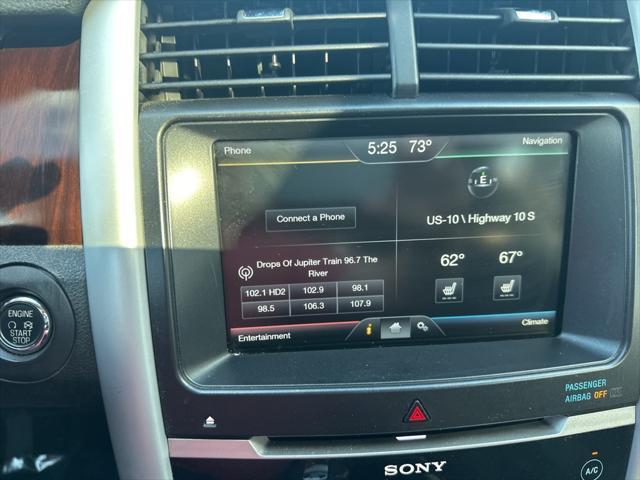 Phone
5:25 73°
Navigation
E
Connect a Phone
US-10 \ Highway 10 S
Drops Of Jupiter Train 96.7 The
River
62° 67°
102.1 HD2 102.9 98.1
98.5 106.3 107.9
Entertainment
i
Climate
ENGINE
START
STOP
PASSENGER
AIRBAG OFF
SONY
A/C